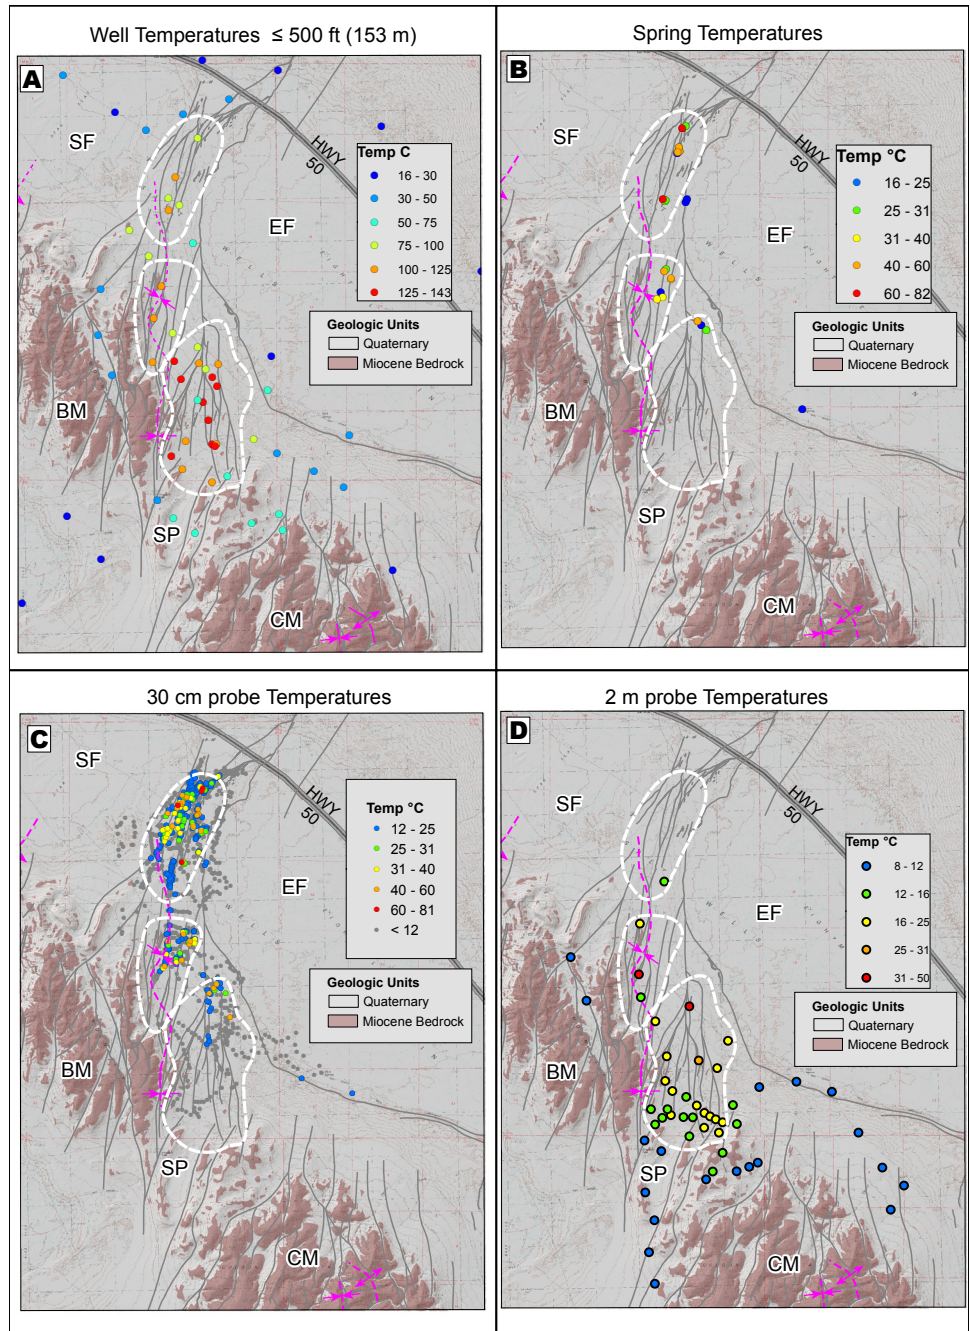 Well Temperatures ≤ 500 ft (153 m)
A
SF
HWY
50
Temp C
16 - 30
30 - 50
50 - 75
75 - 100
100 - 125
125 - 143
EF
Geologic Units
Quaternary
Miocene Bedrock
BM
SP
CM
Spring Temperatures
B
SF
HWY
50
Temp °C
16 - 25
25 - 31
31 - 40
40 - 60
60 - 82
EF
Geologic Units
Quaternary
Miocene Bedrock
BM
SP
CM
30 cm probe Temperatures
C
SF
HWY
50
Temp °C
12 - 25
25 - 31
31 - 40
40 - 60
60 - 81
< 12
EF
Geologic Units
Quaternary
Miocene Bedrock
BM
SP
CM
2 m probe Temperatures
D
SF
HWY
50
Temp °C
8 - 12
12 - 16
16 - 25
25 - 31
31 - 50
EF
Geologic Units
Quaternary
Miocene Bedrock
BM
SP
CM